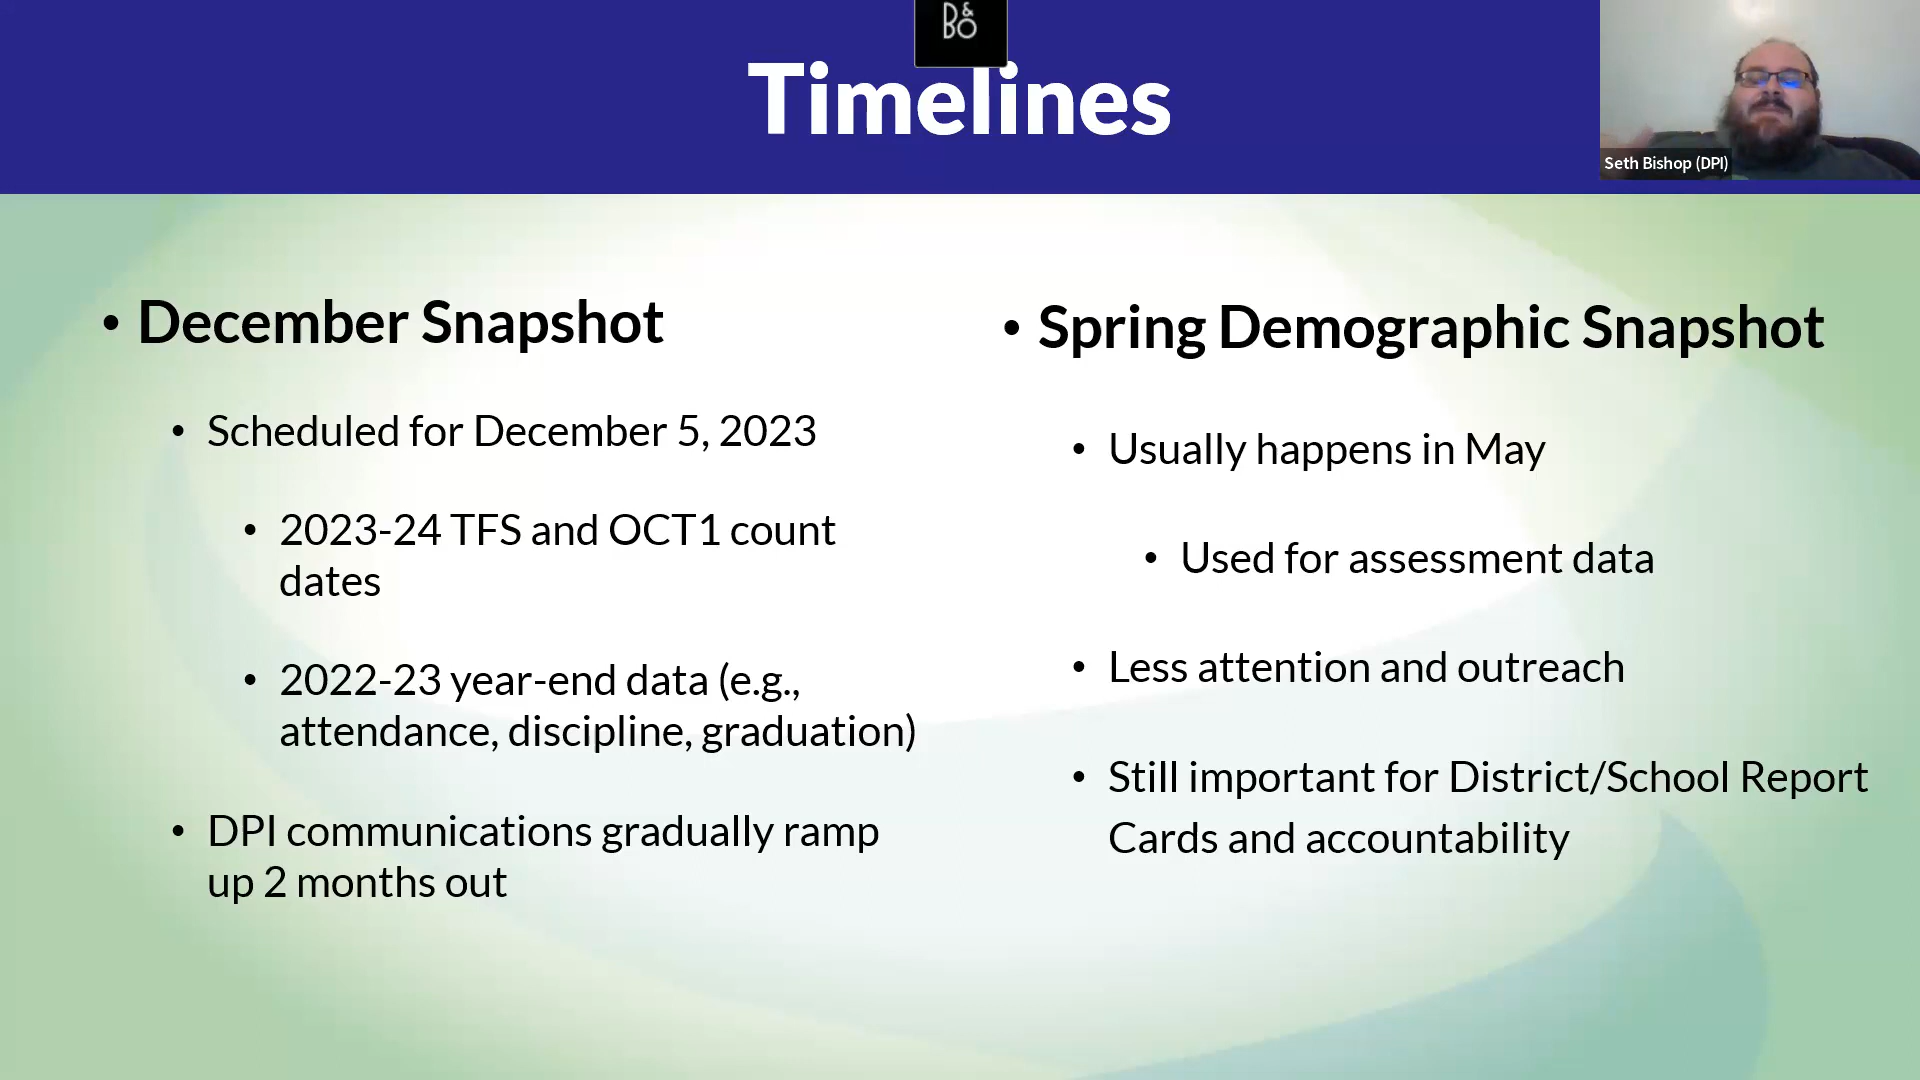 B&O
Timelines
Seth Bishop (DPI)
• December Snapshot
• Scheduled for December 5, 2023
• 2023-24 TFS and OCT1 count
dates
• 2022-23 year-end data (e.g.,
attendance, discipline, graduation)
• DPI communications gradually ramp
up 2 months out
• Spring Demographic Snapshot
• Usually happens in May
• Used for assessment data
• Less attention and outreach
• Still important for District/School Report
Cards and accountability